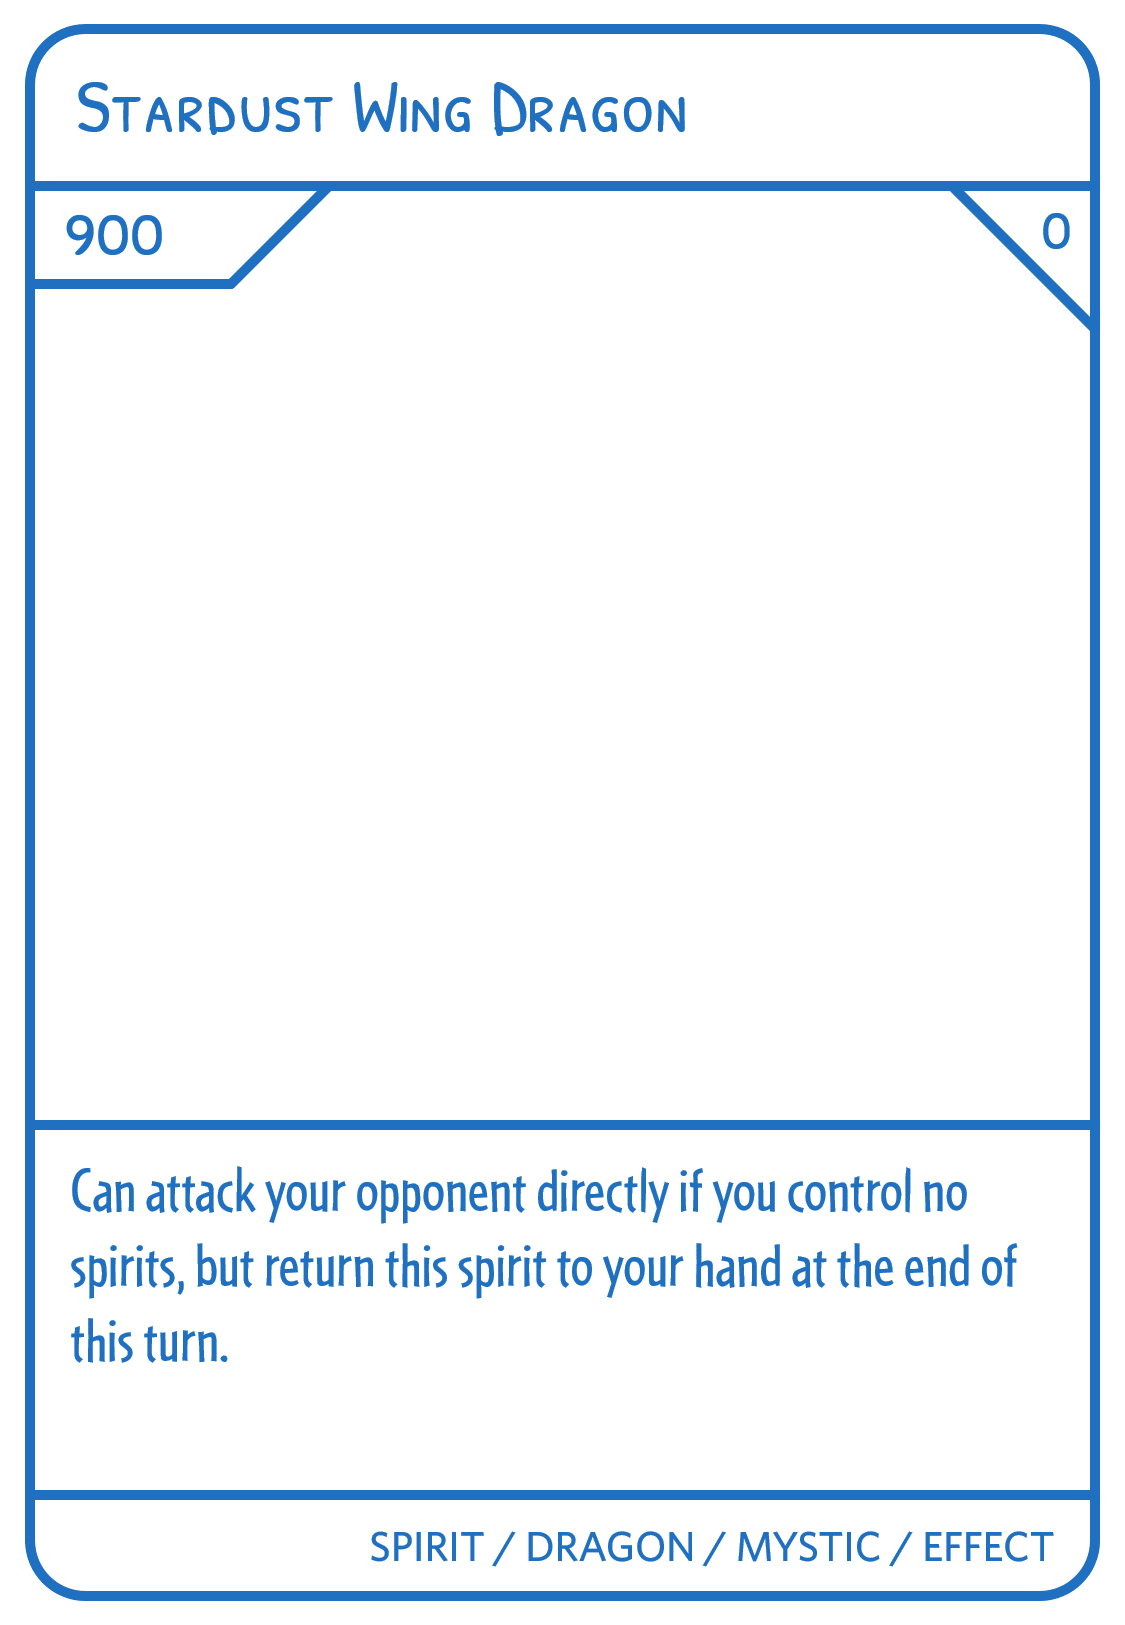 Stardust Wing Dragon
900
0
Can attack your opponent directly if you control no
spirits, but return this spirit to your hand at the end of
this turn.
SPIRIT / DRAGON / MYSTIC / EFFECT